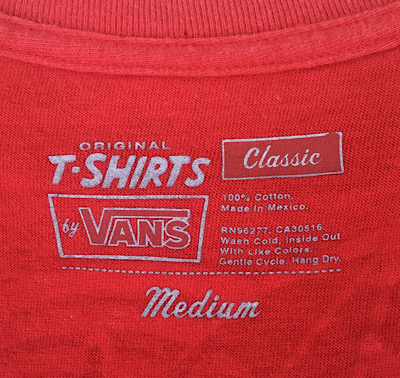 ORIGINAL
T-SHIRTS
by VANS
Classic
100% Cotton.
Made in Mexico.
RN96277, CA30516
Wash Cold, Inside Out
With Like Colors.
Gentle Cycle. Hang Dry.
Medium